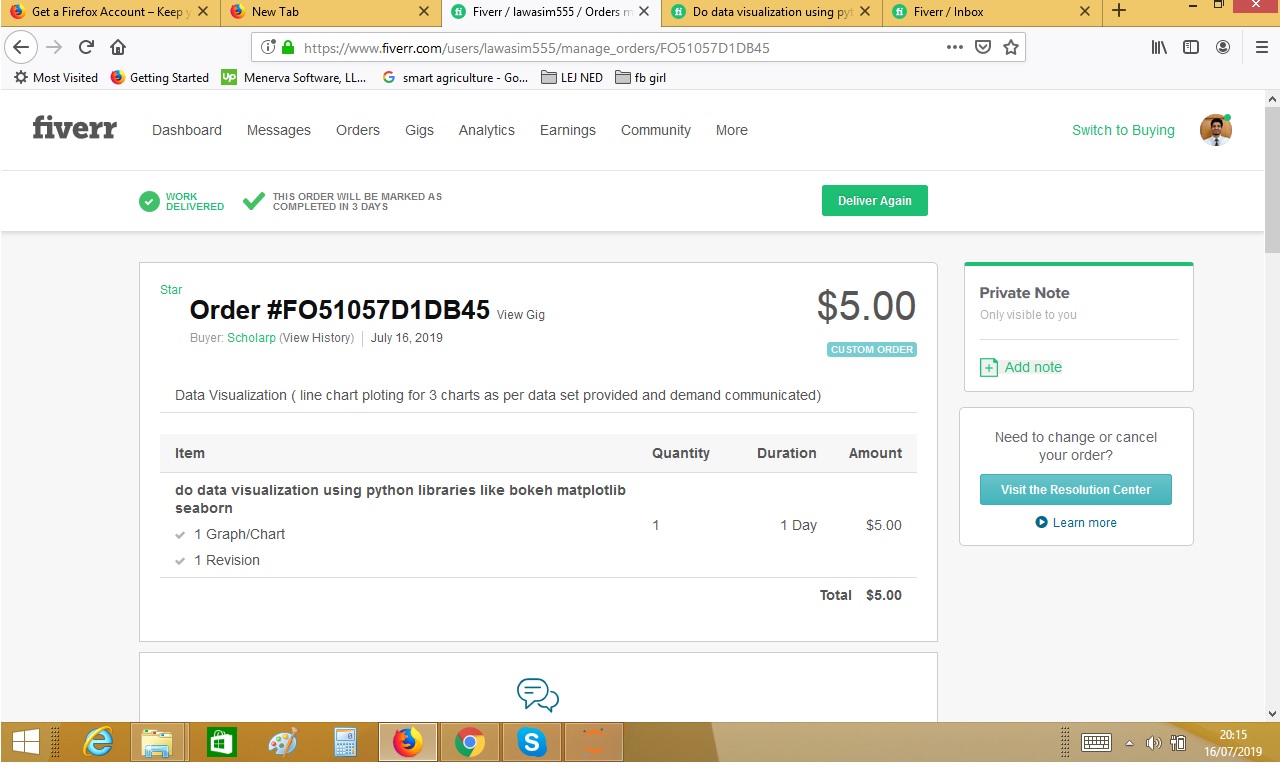 Get a Firefox Account – Keep y
New Tab
Fiverr / lawasim555 / Orders m
Do data visualization using pyt
Fiverr / Inbox
https://www.fiverr.com/users/lawasim555/manage_orders/FO51057D1DB45
Most Visited
Getting Started
Up Menerva Software, LL...
G smart agriculture - Go...
LEJ NED
fb girl
fiverr
Dashboard
Messages
Orders
Gigs
Analytics
Earnings
Community
More
Switch to Buying
WORK
DELIVERED
THIS ORDER WILL BE MARKED AS
COMPLETED IN 3 DAYS
Deliver Again
Star
Order #FO51057D1DB45 View Gig
$5.00
Buyer: Scholarp (View History) | July 16, 2019
CUSTOM ORDER
Data Visualization ( line chart ploting for 3 charts as per data set provided and demand communicated)
Item Quantity Duration Amount
do data visualization using python libraries like bokeh matplotlib
seaborn
1 Graph/Chart
1 Revision
1 1 Day $5.00
Total $5.00
Private Note
Only visible to you
Add note
Need to change or cancel
your order?
Visit the Resolution Center
Learn more
20:15
16/07/2019